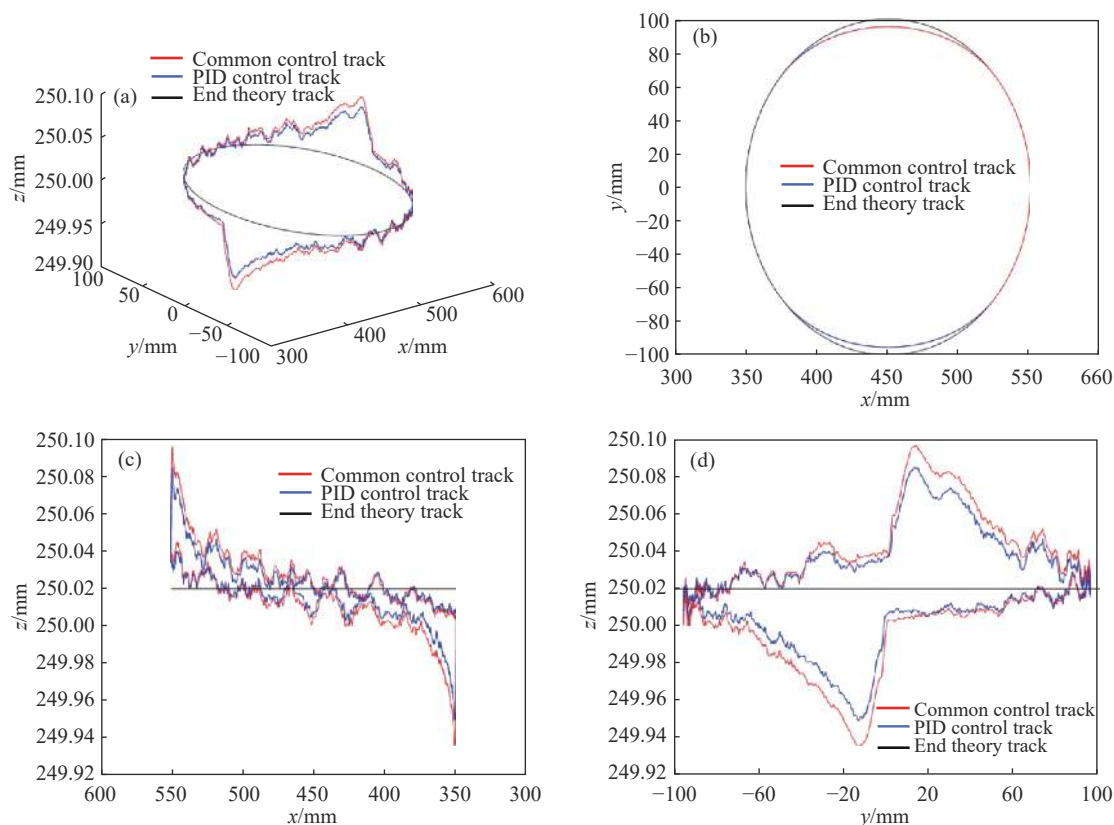 (a)
Common control track
PID control track
End theory track
250.10
250.05
250.00
249.95
249.90
z/mm
100
50
0
−50
−100
y/mm
300
400
500
600
x/mm
(b)
100
80
60
40
20
0
−20
−40
−60
−80
−100
y/mm
Common control track
PID control track
End theory track
300 350 400 450 500 551 660
x/mm
(c)
250.10
250.08
250.06
250.04
250.02
250.00
249.98
249.96
249.94
249.92
z/mm
Common control track
PID control track
End theory track
600 550 500 450 400 350 300
x/mm
(d)
250.10
250.08
250.06
250.04
250.02
250.00
249.98
249.96
249.94
249.92
z/mm
Common control track
PID control track
End theory track
−100 −60 −20 20 60 100
y/mm